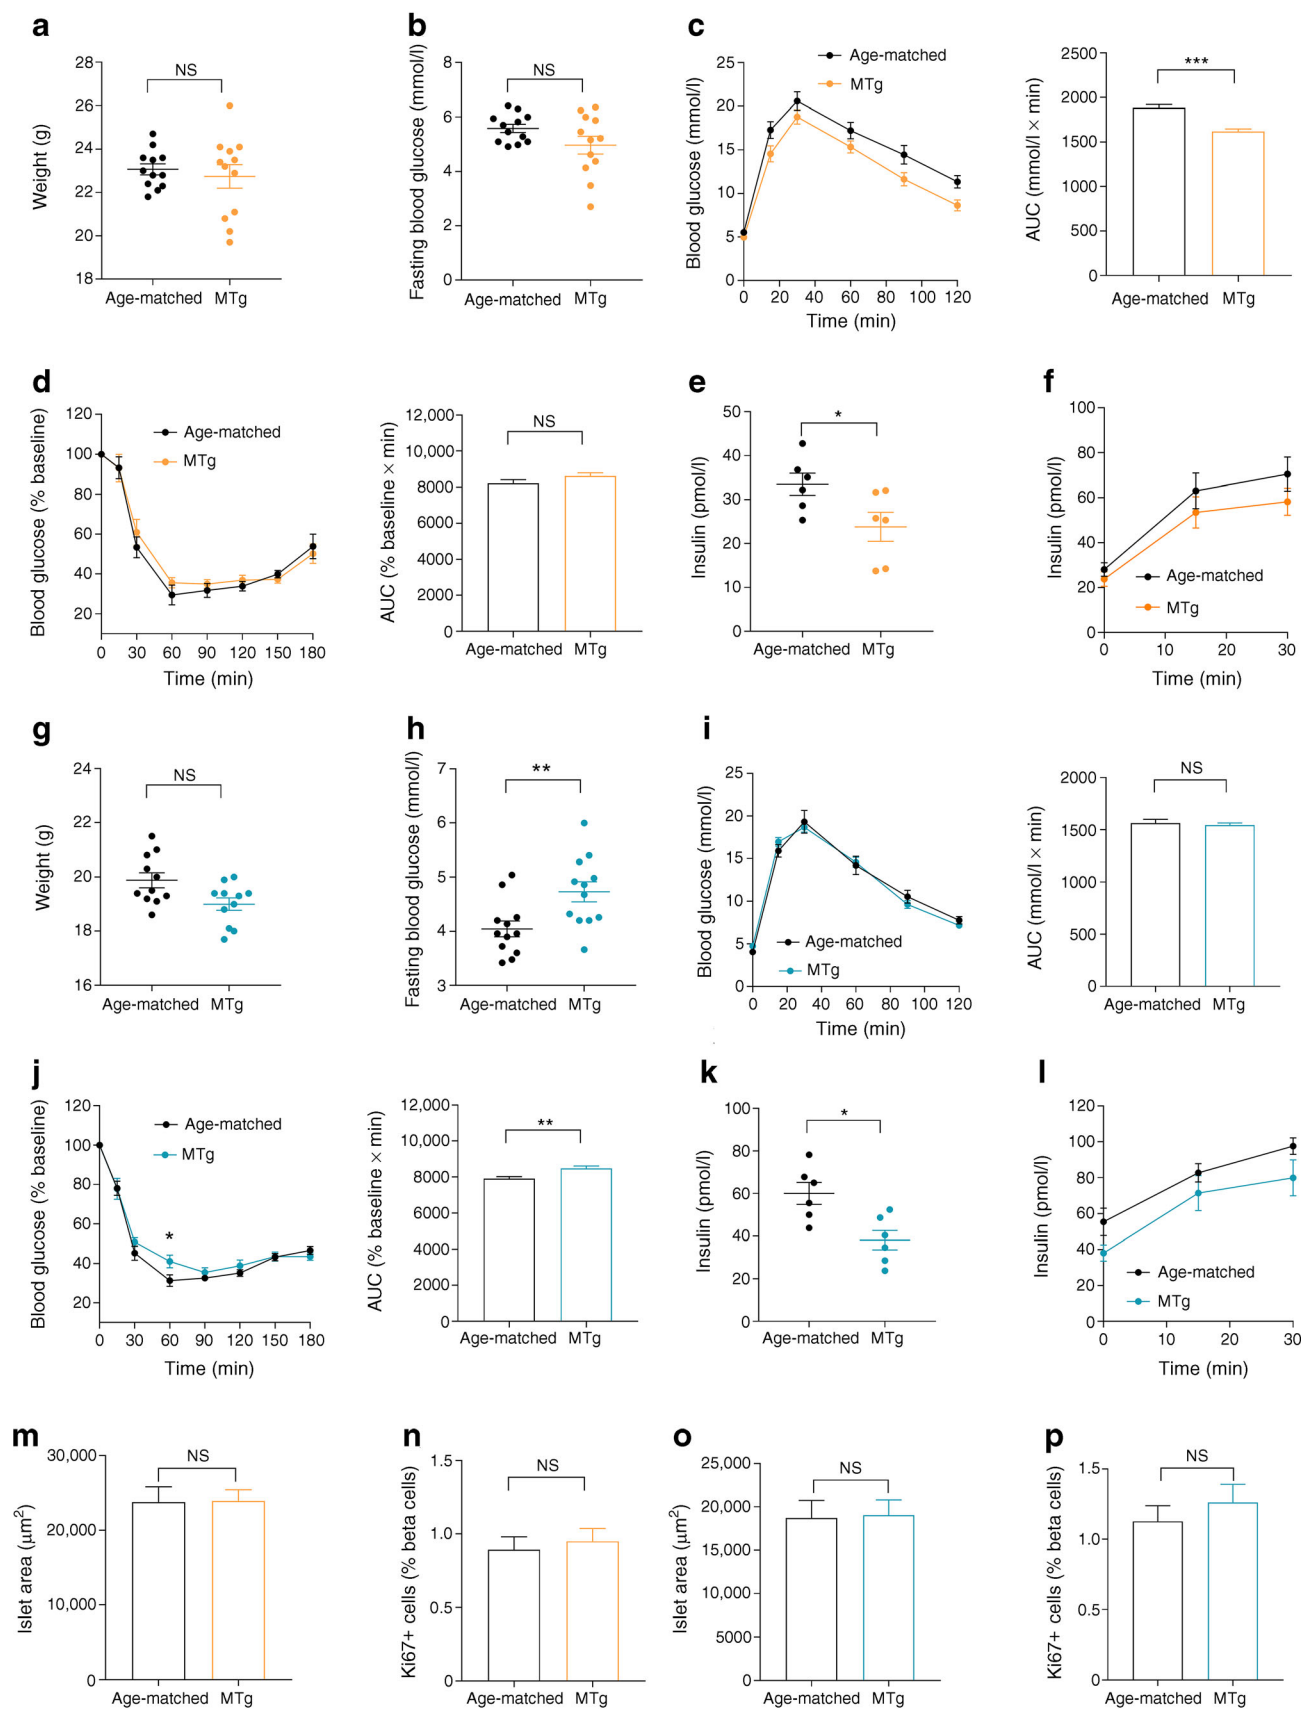 a
Weight (g)
28
26
24
22
20
18
NS
Age-matched MTg
b
Fasting blood glucose (mmol/l)
8
6
4
2
0
NS
Age-matched MTg
c
Blood glucose (mmol/l)
25
20
15
10
5
0
Age-matched
MTg
0 20 40 60 80 100 120
Time (min)
AUC (mmol/l × min)
2500
2000
1500
1000
500
0
***
Age-matched MTg
d
Blood glucose (% baseline)
120
100
80
60
40
20
Age-matched
MTg
0 30 60 90 120 150 180
Time (min)
AUC (% baseline × min)
12,000
10,000
8000
6000
4000
2000
0
NS
Age-matched MTg
e
Insulin (pmol/l)
50
40
30
20
10
0
*
Age-matched MTg
f
Insulin (pmol/l)
100
80
60
40
20
0
Age-matched
MTg
0 10 20 30
Time (min)
g
Weight (g)
24
22
20
18
16
NS
Age-matched MTg
h
Fasting blood glucose (mmol/l)
7
6
5
4
3
**
Age-matched MTg
i
Blood glucose (mmol/l)
25
20
15
10
5
0
Age-matched
MTg
0 20 40 60 80 100 120
Time (min)
AUC (mmol/l × min)
2000
1500
1000
500
0
NS
Age-matched MTg
j
Blood glucose (% baseline)
120
100
80
60
40
20
Age-matched
MTg
*
0 30 60 90 120 150 180
Time (min)
AUC (% baseline × min)
12,000
10,000
8000
6000
4000
2000
0
**
Age-matched MTg
k
Insulin (pmol/l)
100
80
60
40
20
0
*
Age-matched MTg
l
Insulin (pmol/l)
120
100
80
60
40
20
0
Age-matched
MTg
0 10 20 30
Time (min)
m
Islet area (µm²)
30,000
20,000
10,000
0
NS
Age-matched MTg
n
Ki67+ cells (% beta cells)
1.5
1.0
0.5
0
NS
Age-matched MTg
o
Islet area (µm²)
25,000
20,000
15,000
10,000
5000
0
NS
Age-matched MTg
p
Ki67+ cells (% beta cells)
1.5
1.0
0.5
0
NS
Age-matched MTg